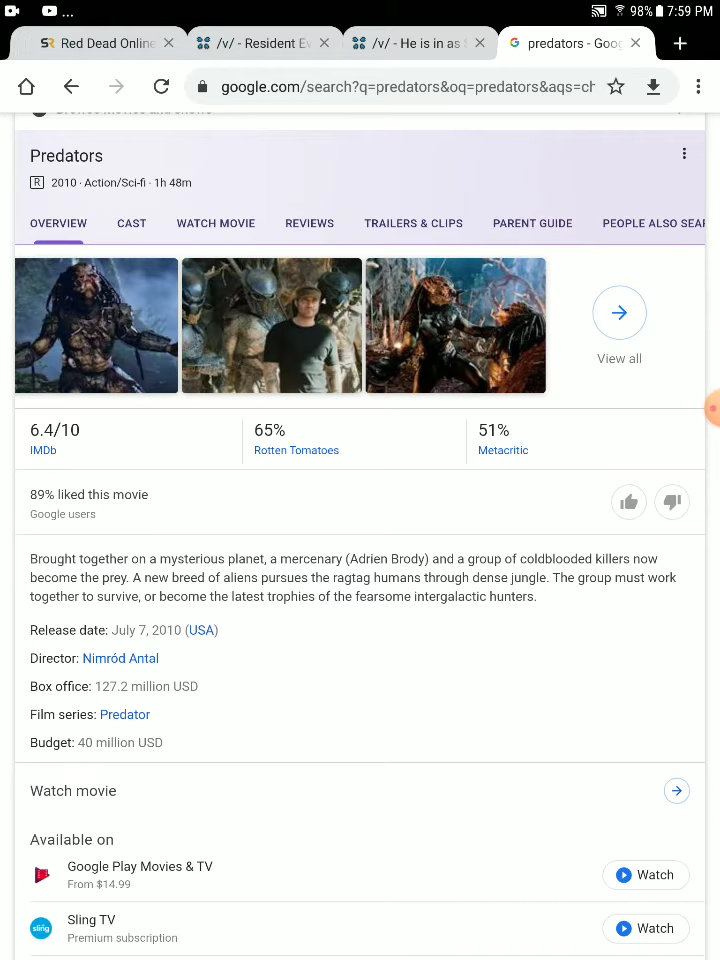 ... 98% 7:59 PM
Red Dead Online /v/ - Resident Ev /v/ - He is in as S predators - Goog
google.com/search?q=predators&oq=predators&aqs=ch
Predators
R 2010 · Action/Sci-fi · 1h 48m
OVERVIEW CAST WATCH MOVIE REVIEWS TRAILERS & CLIPS PARENT GUIDE PEOPLE ALSO SEAR
View all
6.4/10 65% 51%
IMDb Rotten Tomatoes Metacritic
89% liked this movie
Google users
Brought together on a mysterious planet, a mercenary (Adrien Brody) and a group of coldblooded killers now
become the prey. A new breed of aliens pursues the ragtag humans through dense jungle. The group must work
together to survive, or become the latest trophies of the fearsome intergalactic hunters.
Release date: July 7, 2010 (USA)
Director: Nimród Antal
Box office: 127.2 million USD
Film series: Predator
Budget: 40 million USD
Watch movie
Available on
Google Play Movies & TV
From $14.99
Watch
Sling TV
Premium subscription
Watch
sling